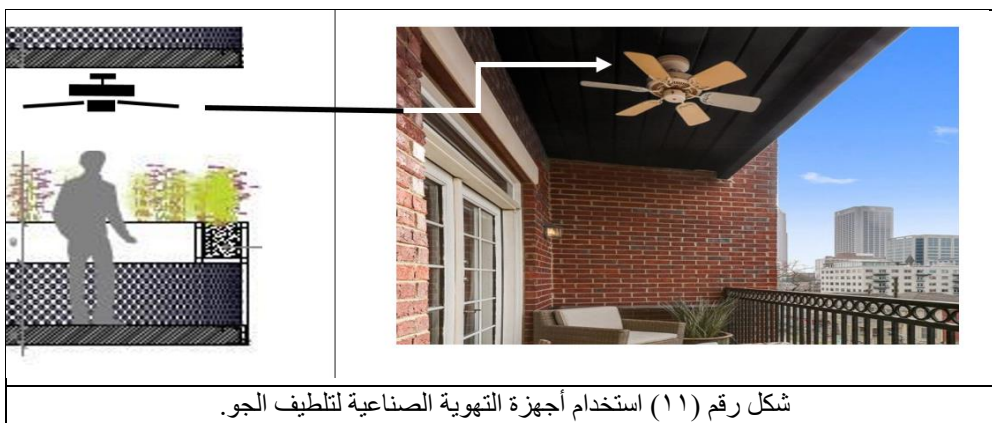 شكل رقم (١١) استخدام أجهزة التهوية الصناعية لتلطيف الجو.